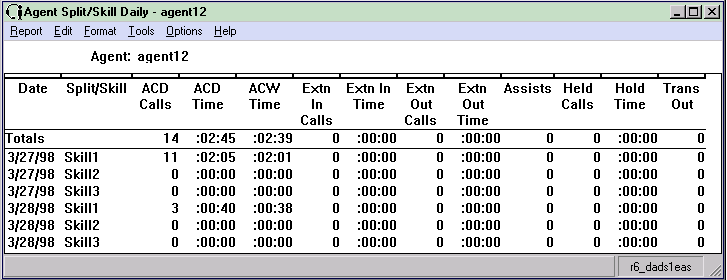 Agent Split/Skill Daily - agent12
Report Edit Format Tools Options Help
Agent: agent12
Date Split/Skill ACD Calls ACD Time ACW Time Extn In Calls Extn In Time Extn Out Calls Extn Out Time Assists Held Calls Hold Time Trans Out
Totals 14 :02:45 :02:39 0 :00:00 0 :00:00 0 0 :00:00 0
3/27/98 Skill1 11 :02:05 :02:01 0 :00:00 0 :00:00 0 0 :00:00 0
3/27/98 Skill2 0 :00:00 :00:00 0 :00:00 0 :00:00 0 0 :00:00 0
3/27/98 Skill3 0 :00:00 :00:00 0 :00:00 0 :00:00 0 0 :00:00 0
3/28/98 Skill1 3 :00:40 :00:38 0 :00:00 0 :00:00 0 0 :00:00 0
3/28/98 Skill2 0 :00:00 :00:00 0 :00:00 0 :00:00 0 0 :00:00 0
3/28/98 Skill3 0 :00:00 :00:00 0 :00:00 0 :00:00 0 0 :00:00 0
r6_dads1eas